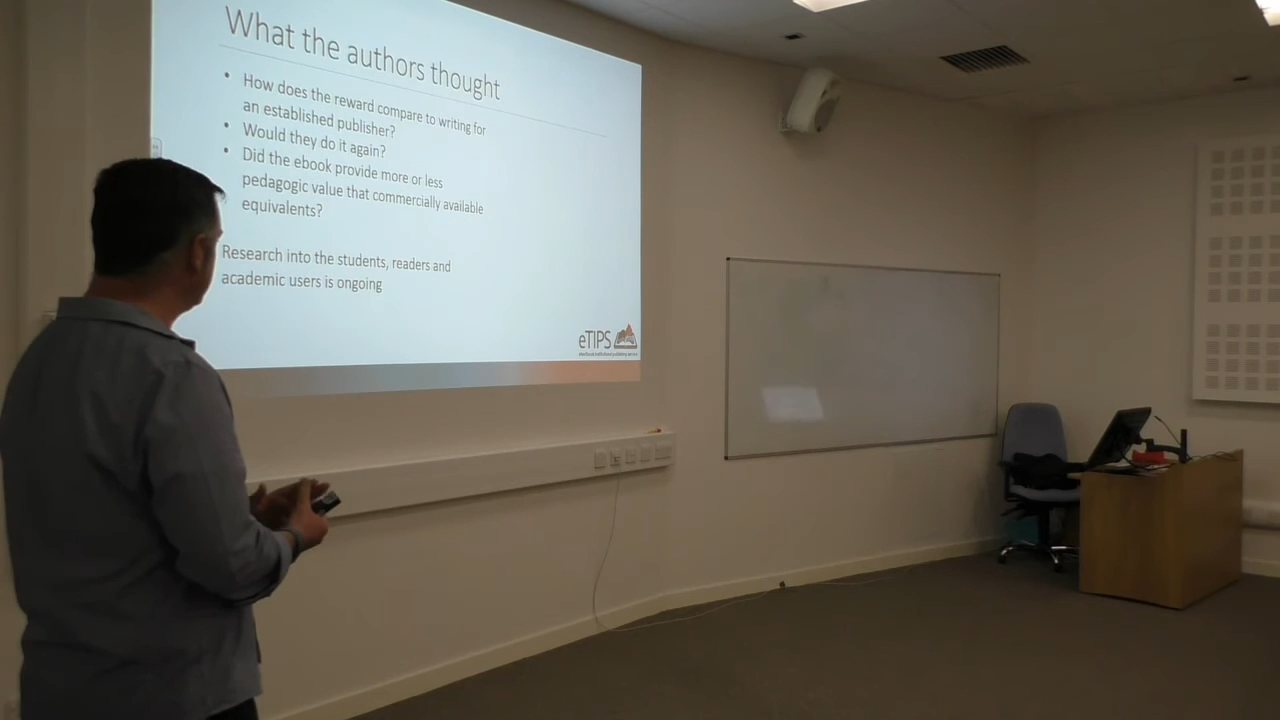 What the authors thought
• How does the reward compare to writing for
an established publisher?
• Would they do it again?
• Did the ebook provide more or less
pedagogic value that commercially available
equivalents?
Research into the students, readers and
academic users is ongoing
eTIPS